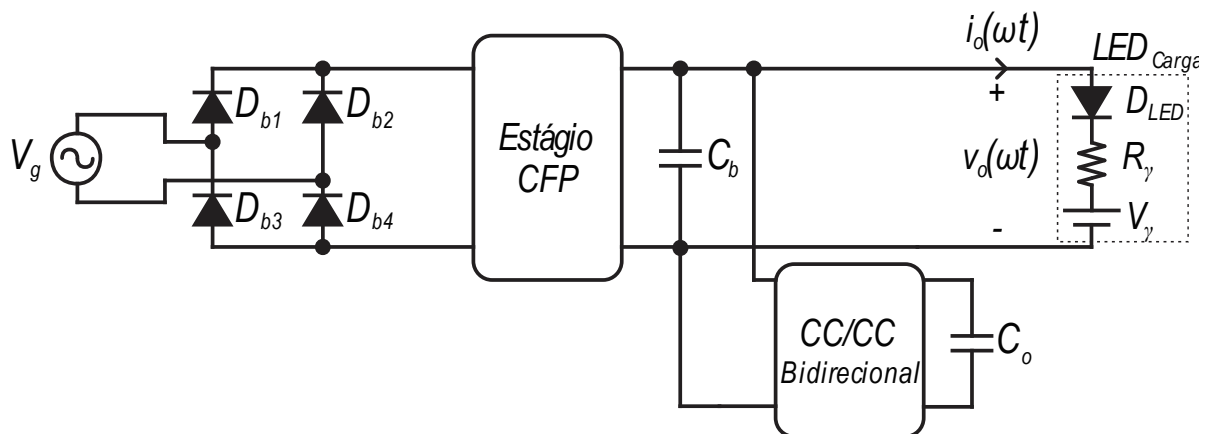 V_g
D_b1
D_b2
D_b3
D_b4
Estágio
CFP
C_b
i_o(ωt)
+
v_o(ωt)
-
LED_Carga
D_LED
R_γ
V_γ
CC/CC
Bidirecional
C_o